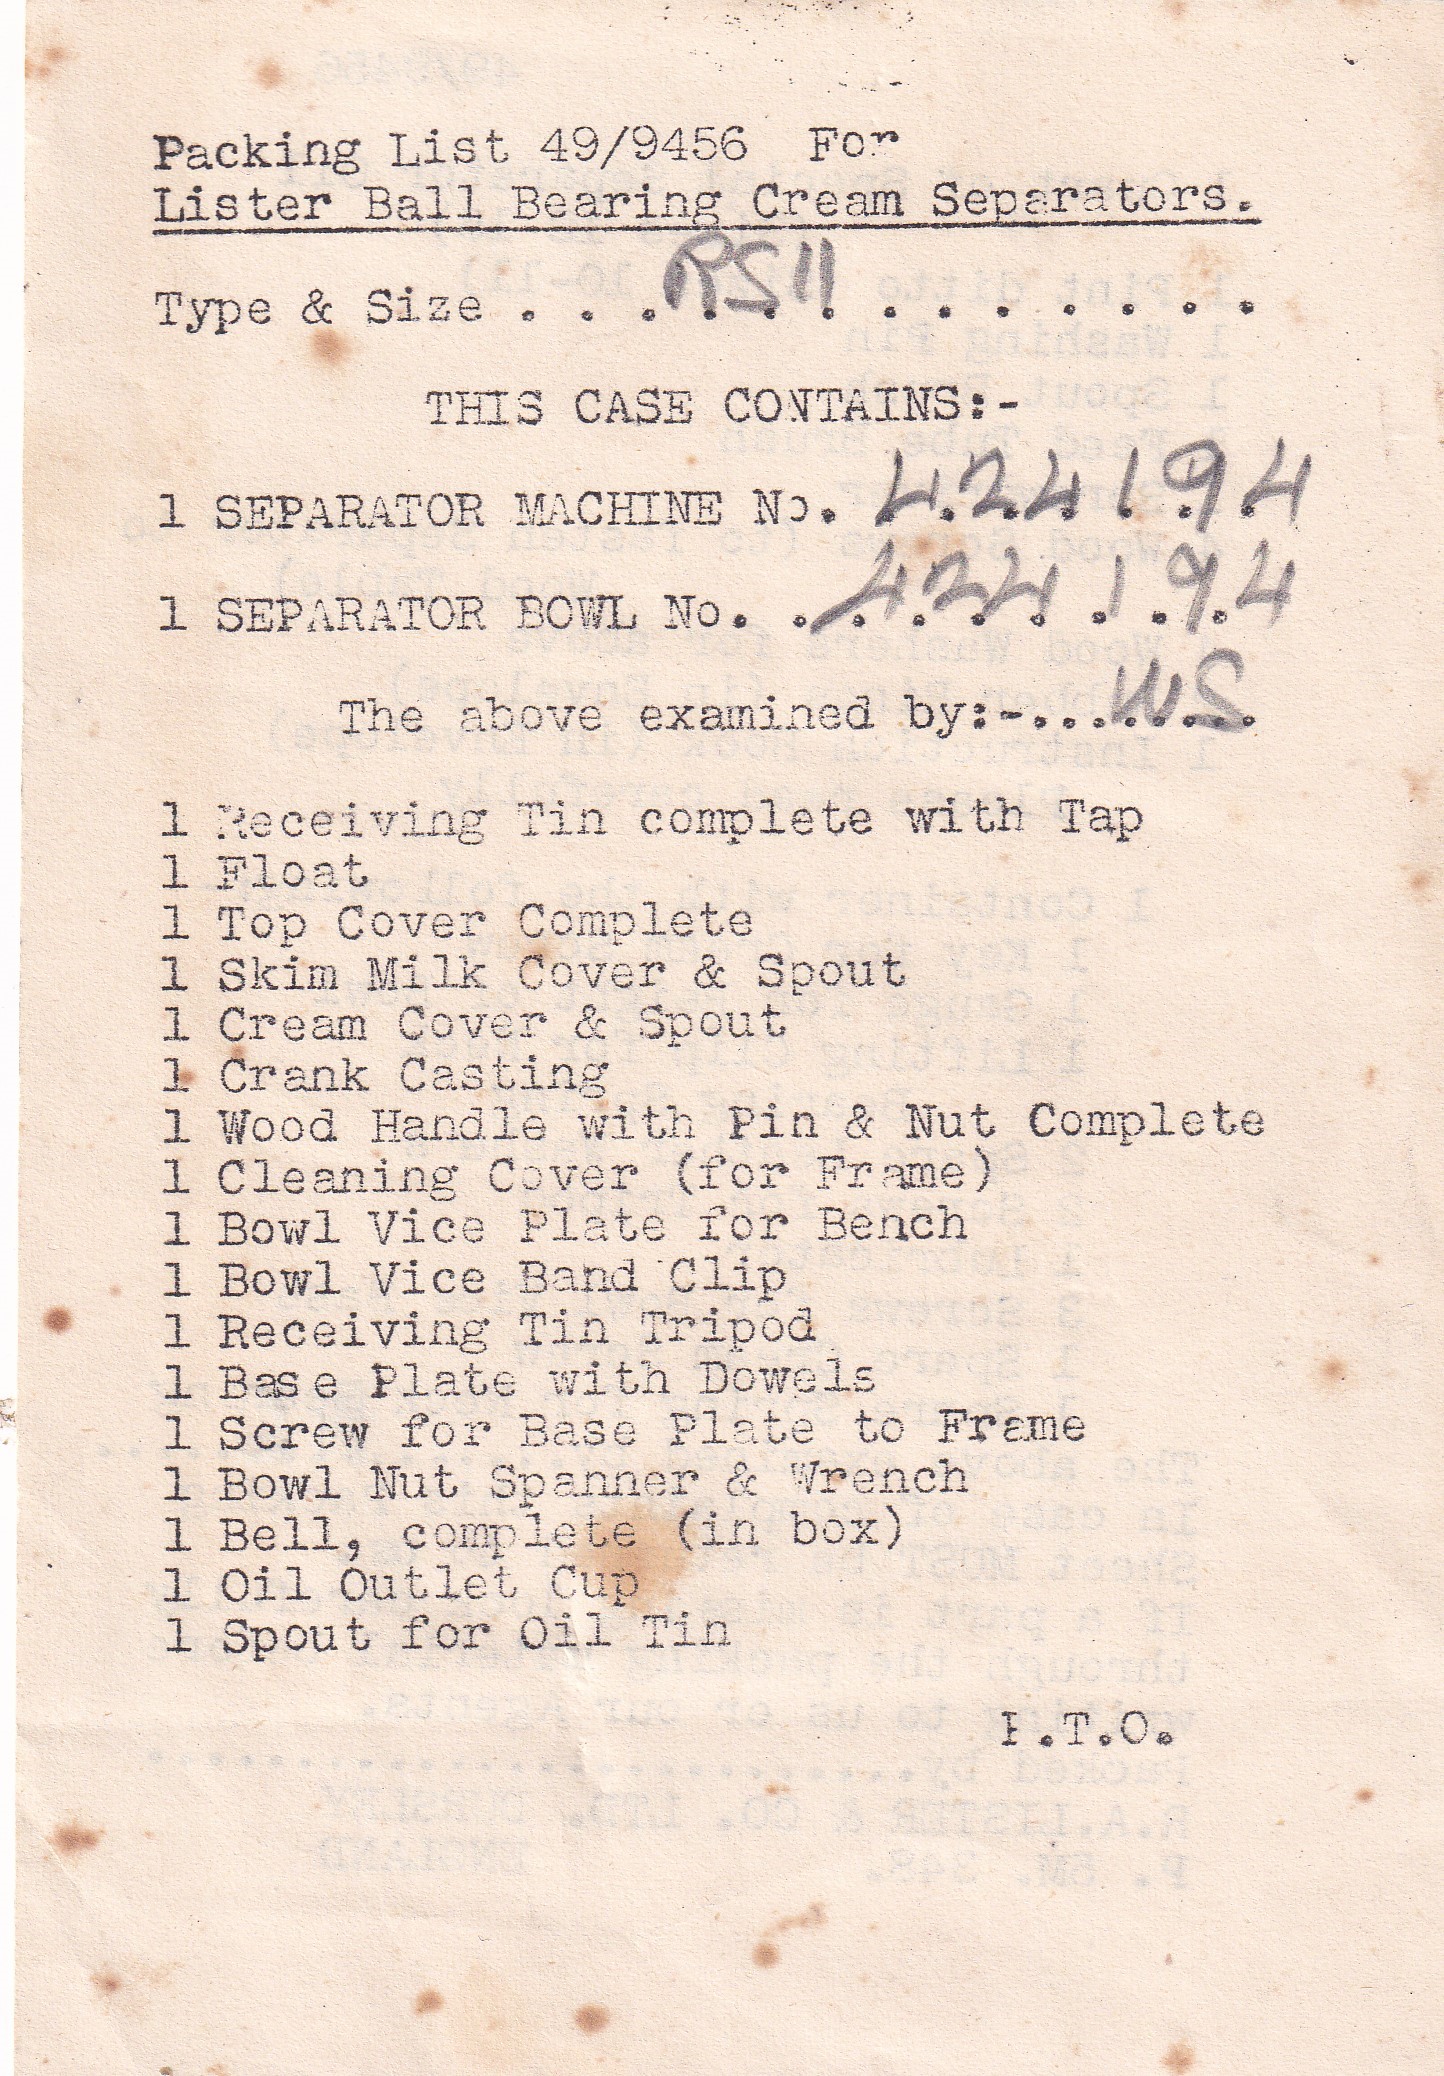 Packing List 49/9456 For
Lister Ball Bearing Cream Separators.
Type & Size . . . RS11 . . . . . . .
THIS CASE CONTAINS:-
1 SEPARATOR MACHINE No. 424194
1 SEPARATOR BOWL No. 424194
The above examined by:-...WS
1 Receiving Tin complete with Tap
1 Float
1 Top Cover Complete
1 Skim Milk Cover & Spout
1 Cream Cover & Spout
1 Crank Casting
1 Wood Handle with Pin & Nut Complete
1 Cleaning Cover (for Frame)
1 Bowl Vice Plate for Bench
1 Bowl Vice Band Clip
1 Receiving Tin Tripod
1 Base Plate with Dowels
1 Screw for Base Plate to Frame
1 Bowl Nut Spanner & Wrench
1 Bell, complete (in box)
1 Oil Outlet Cup
1 Spout for Oil Tin
P.T.O.